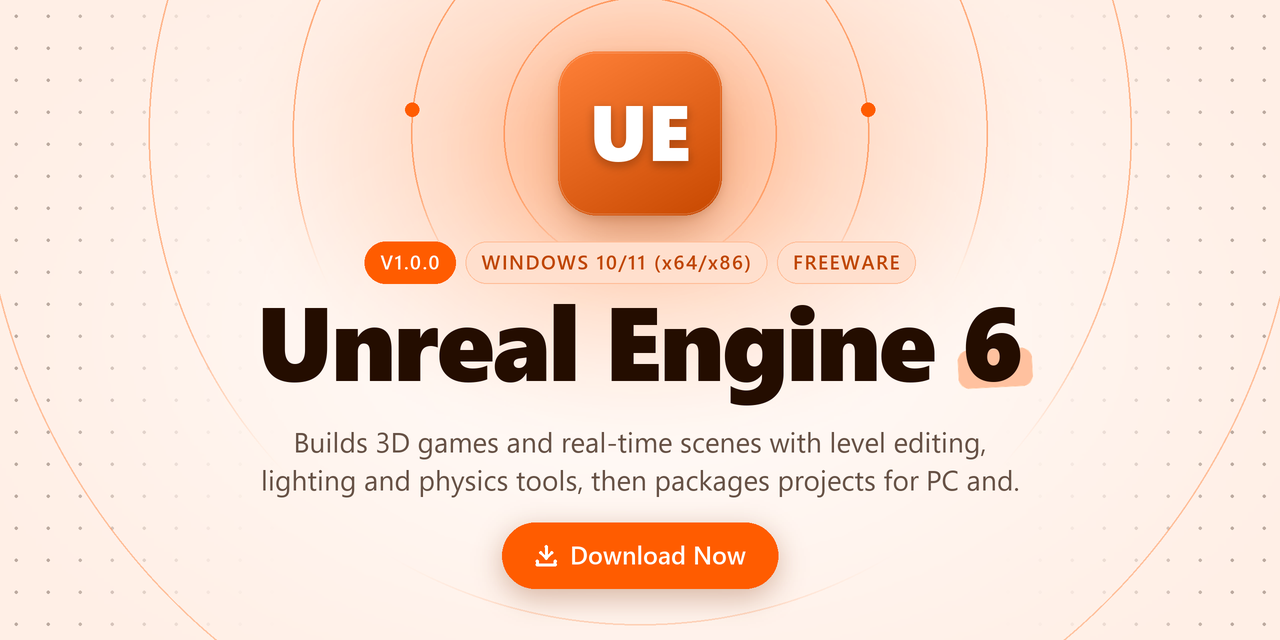 UE
V1.0.0 WINDOWS 10/11 (x64/x86) FREEWARE
Unreal Engine 6
Builds 3D games and real-time scenes with level editing,
lighting and physics tools, then packages projects for PC and.
Download Now